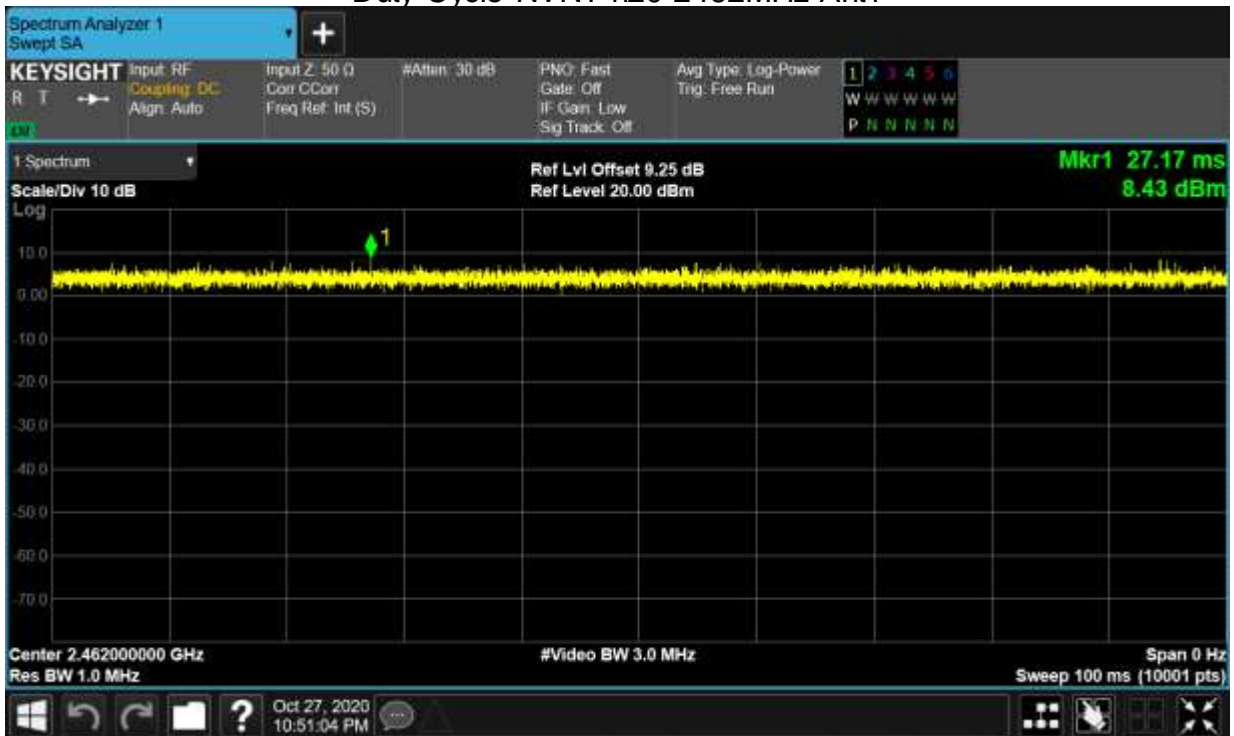 Spectrum Analyzer 1
Swept SA
+
KEYSIGHT Input: RF Input Z: 50 Ω #Atten: 30 dB PNO: Fast Avg Type: Log-Power 1 2 3 4 5 6
R T Coupling: DC Corr CCorr Gate: Off Trig: Free Run W W W W W W
Align: Auto Freq Ref: Int (S) IF Gain: Low
Sig Track: Off P N N N N N
1 Spectrum Ref Lvl Offset 9.25 dB Mkr1 27.17 ms
Scale/Div 10 dB Ref Level 20.00 dBm 8.43 dBm
Log
1
10.0
0.00
-10.0
-20.0
-30.0
-40.0
-50.0
-60.0
-70.0
Center 2.462000000 GHz #Video BW 3.0 MHz Span 0 Hz
Res BW 1.0 MHz Sweep 100 ms (10001 pts)
? Oct 27, 2020
10:51:04 PM